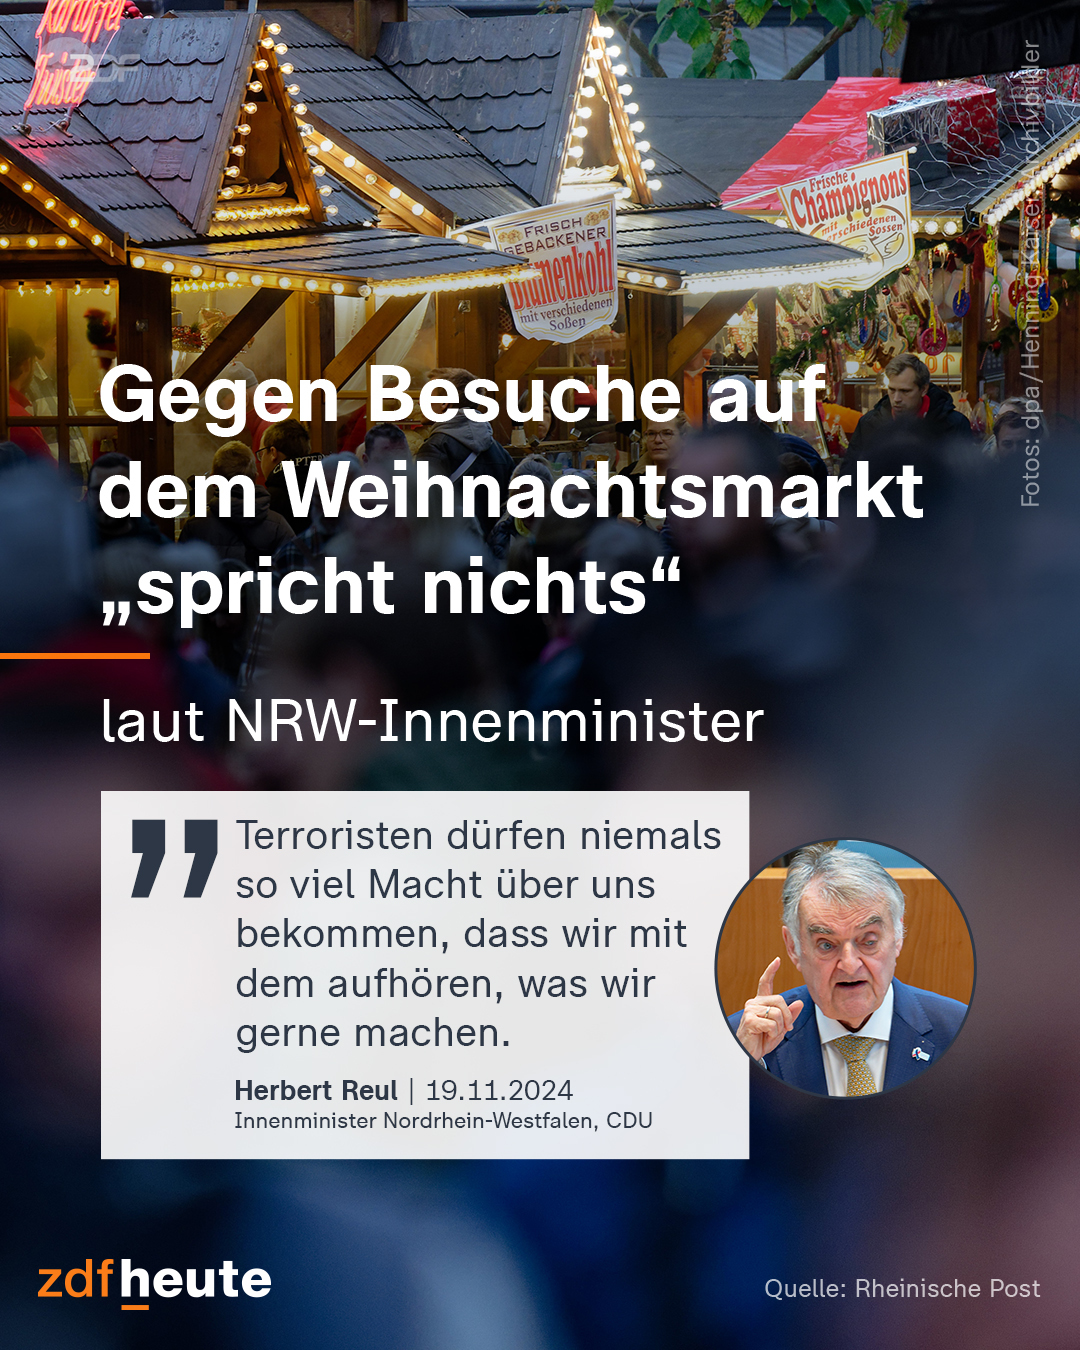 Kartoffel
Twister
ZDF
FRISCH
GEBACKENER
Blumenkohl
mit verschiedenen
Soßen
Frische
Champignons
mit
verschiedenen
Sossen
Fotos: dpa/Henning Kaiser, archivbilder
Gegen Besuche auf
dem Weihnachtsmarkt
„spricht nichts“
laut NRW-Innenminister
”Terroristen dürfen niemals
so viel Macht über uns
bekommen, dass wir mit
dem aufhören, was wir
gerne machen.
Herbert Reul | 19.11.2024
Innenminister Nordrhein-Westfalen, CDU
zdfheute
Quelle: Rheinische Post